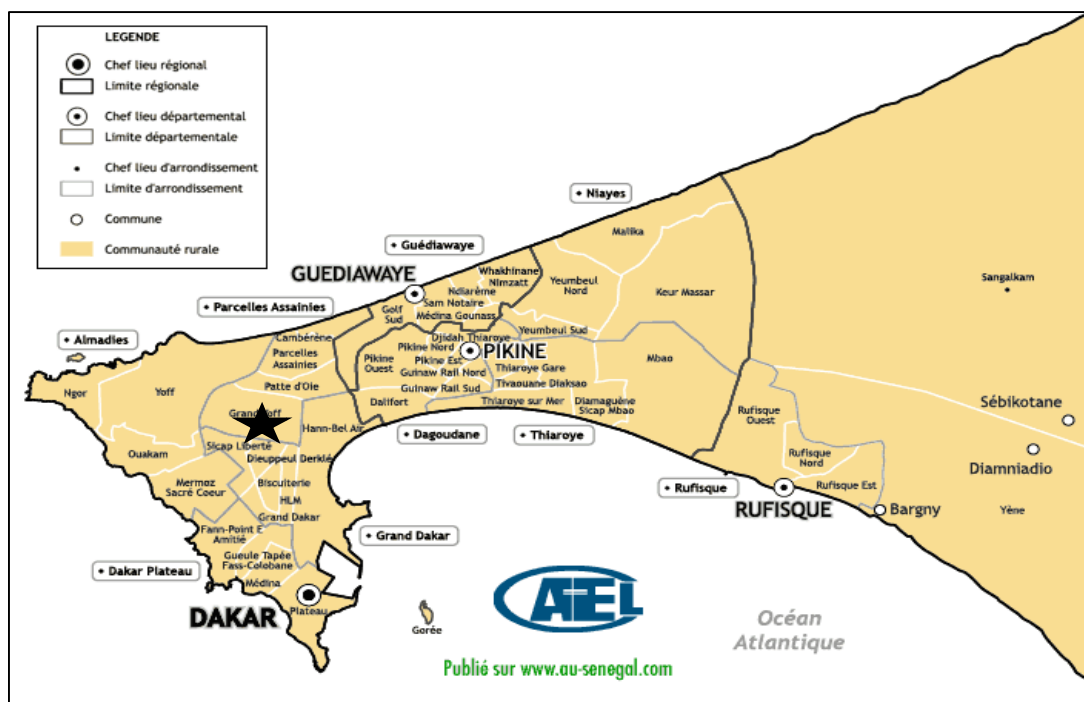 LEGENDE
Chef lieu régional
Limite régionale
Chef lieu départemental
Limite départementale
Chef lieu d'arrondissement
Limite d'arrondissement
Commune
Communauté rurale
Niayes
Malika
Guédiawaye
GUEDIAWAYE
Whakhinane
Nimzatt
Ndiarème
Yeumbeul
Nord
Keur Massar
Sangalkam
Parcelles Assainies
Golf
Sud
Sam Notaire
Médina Gounass
Almadies
Cambérène
Djidah Thiaroye
Yeumbeul Sud
Parcelles
Assainies
Pikine Nord
PIKINE
Pikine
Ouest
Pikine Est
Mbao
Guinaw Rail Nord
Thiaroye Gare
Ngor
Yoff
Patte d'Oie
Guinaw Rail Sud
Tivaouane Diaksao
Dalifort
Thiaroye sur Mer
Diamaguène
Sicap Mbao
Sébikotane
Grand Yoff
Hann-Bel Air
Rufisque
Ouest
Dagoudane
Thiaroye
Diamniadio
Ouakam
Sicap Liberté
Dieuppeul Derklé
Rufisque
Nord
Mermoz
Sacré Coeur
Biscuiterie
Rufisque
Rufisque Est
HLM
RUFISQUE
Bargny
Yène
Grand Dakar
Fann-Point E
Amitié
Grand Dakar
Gueule Tapée
Fass-Colobane
Dakar Plateau
Médina
DAKAR
Plateau
Gorée
ATEL
Océan
Atlantique
Publié sur www.au-senegal.com